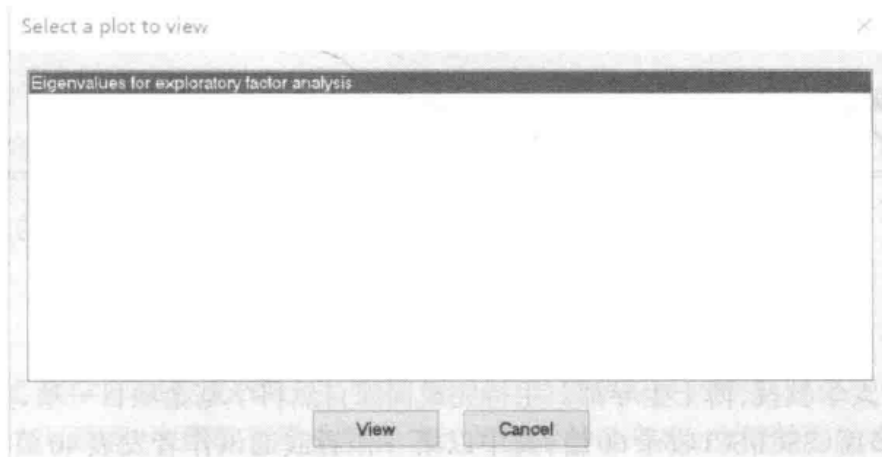 Select a plot to view
Eigenvalues for exploratory factor analysis
View
Cancel